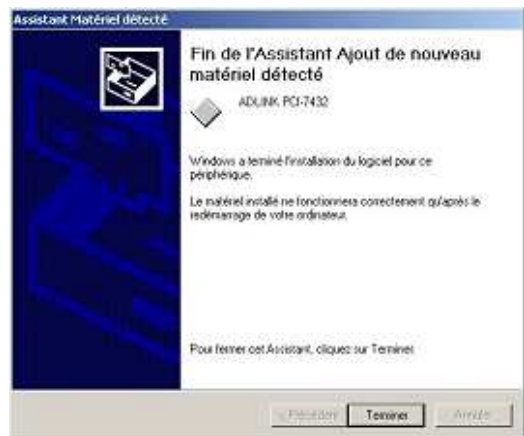 Assistant Matériel détecté
Fin de l'Assistant Ajout de nouveau
matériel détecté
ADLINK PCI-7432
Windows a terminé l'installation du logiciel pour ce
périphérique.
Le matériel installé ne fonctionnera correctement qu'après le
redémarrage de votre ordinateur.
Pour fermer cet Assistant, cliquez sur Terminer.
< Précédent
Terminer
Annuler